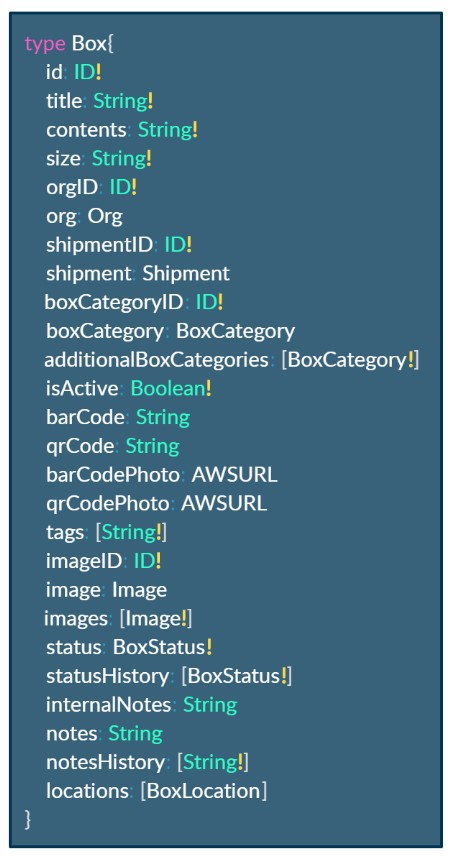 type Box{
id: ID!
title: String!
contents: String!
size: String!
orgID: ID!
org: Org
shipmentID: ID!
shipment: Shipment
boxCategoryID: ID!
boxCategory: BoxCategory
additionalBoxCategories: [BoxCategory!]
isActive: Boolean!
barCode: String
qrCode: String
barCodePhoto: AWSURL
qrCodePhoto: AWSURL
tags: [String!]
imageID: ID!
image: Image
images: [Image!]
status: BoxStatus!
statusHistory: [BoxStatus!]
internalNotes: String
notes: String
notesHistory: [String!]
locations: [BoxLocation]
}